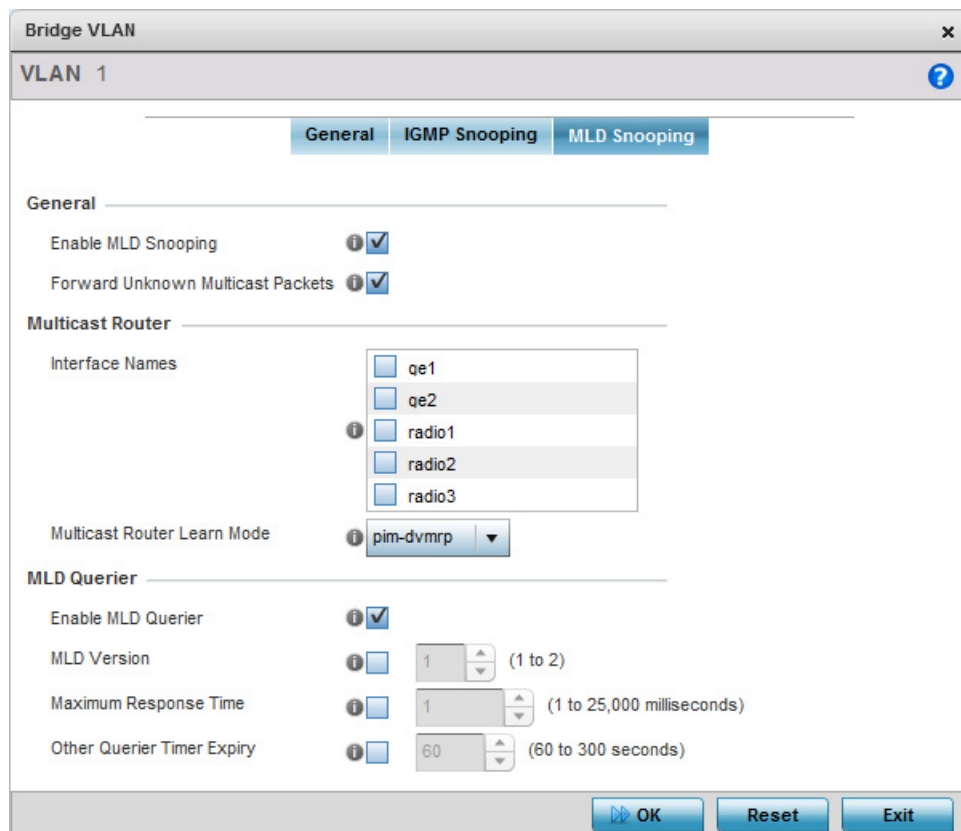 Bridge VLAN
VLAN 1
General IGMP Snooping MLD Snooping
General
Enable MLD Snooping
Forward Unknown Multicast Packets
Multicast Router
Interface Names
ge1
ge2
radio1
radio2
radio3
Multicast Router Learn Mode pim-dvmrp
MLD Querier
Enable MLD Querier
MLD Version 1 (1 to 2)
Maximum Response Time 1 (1 to 25,000 milliseconds)
Other Querier Timer Expiry 60 (60 to 300 seconds)
OK Reset Exit